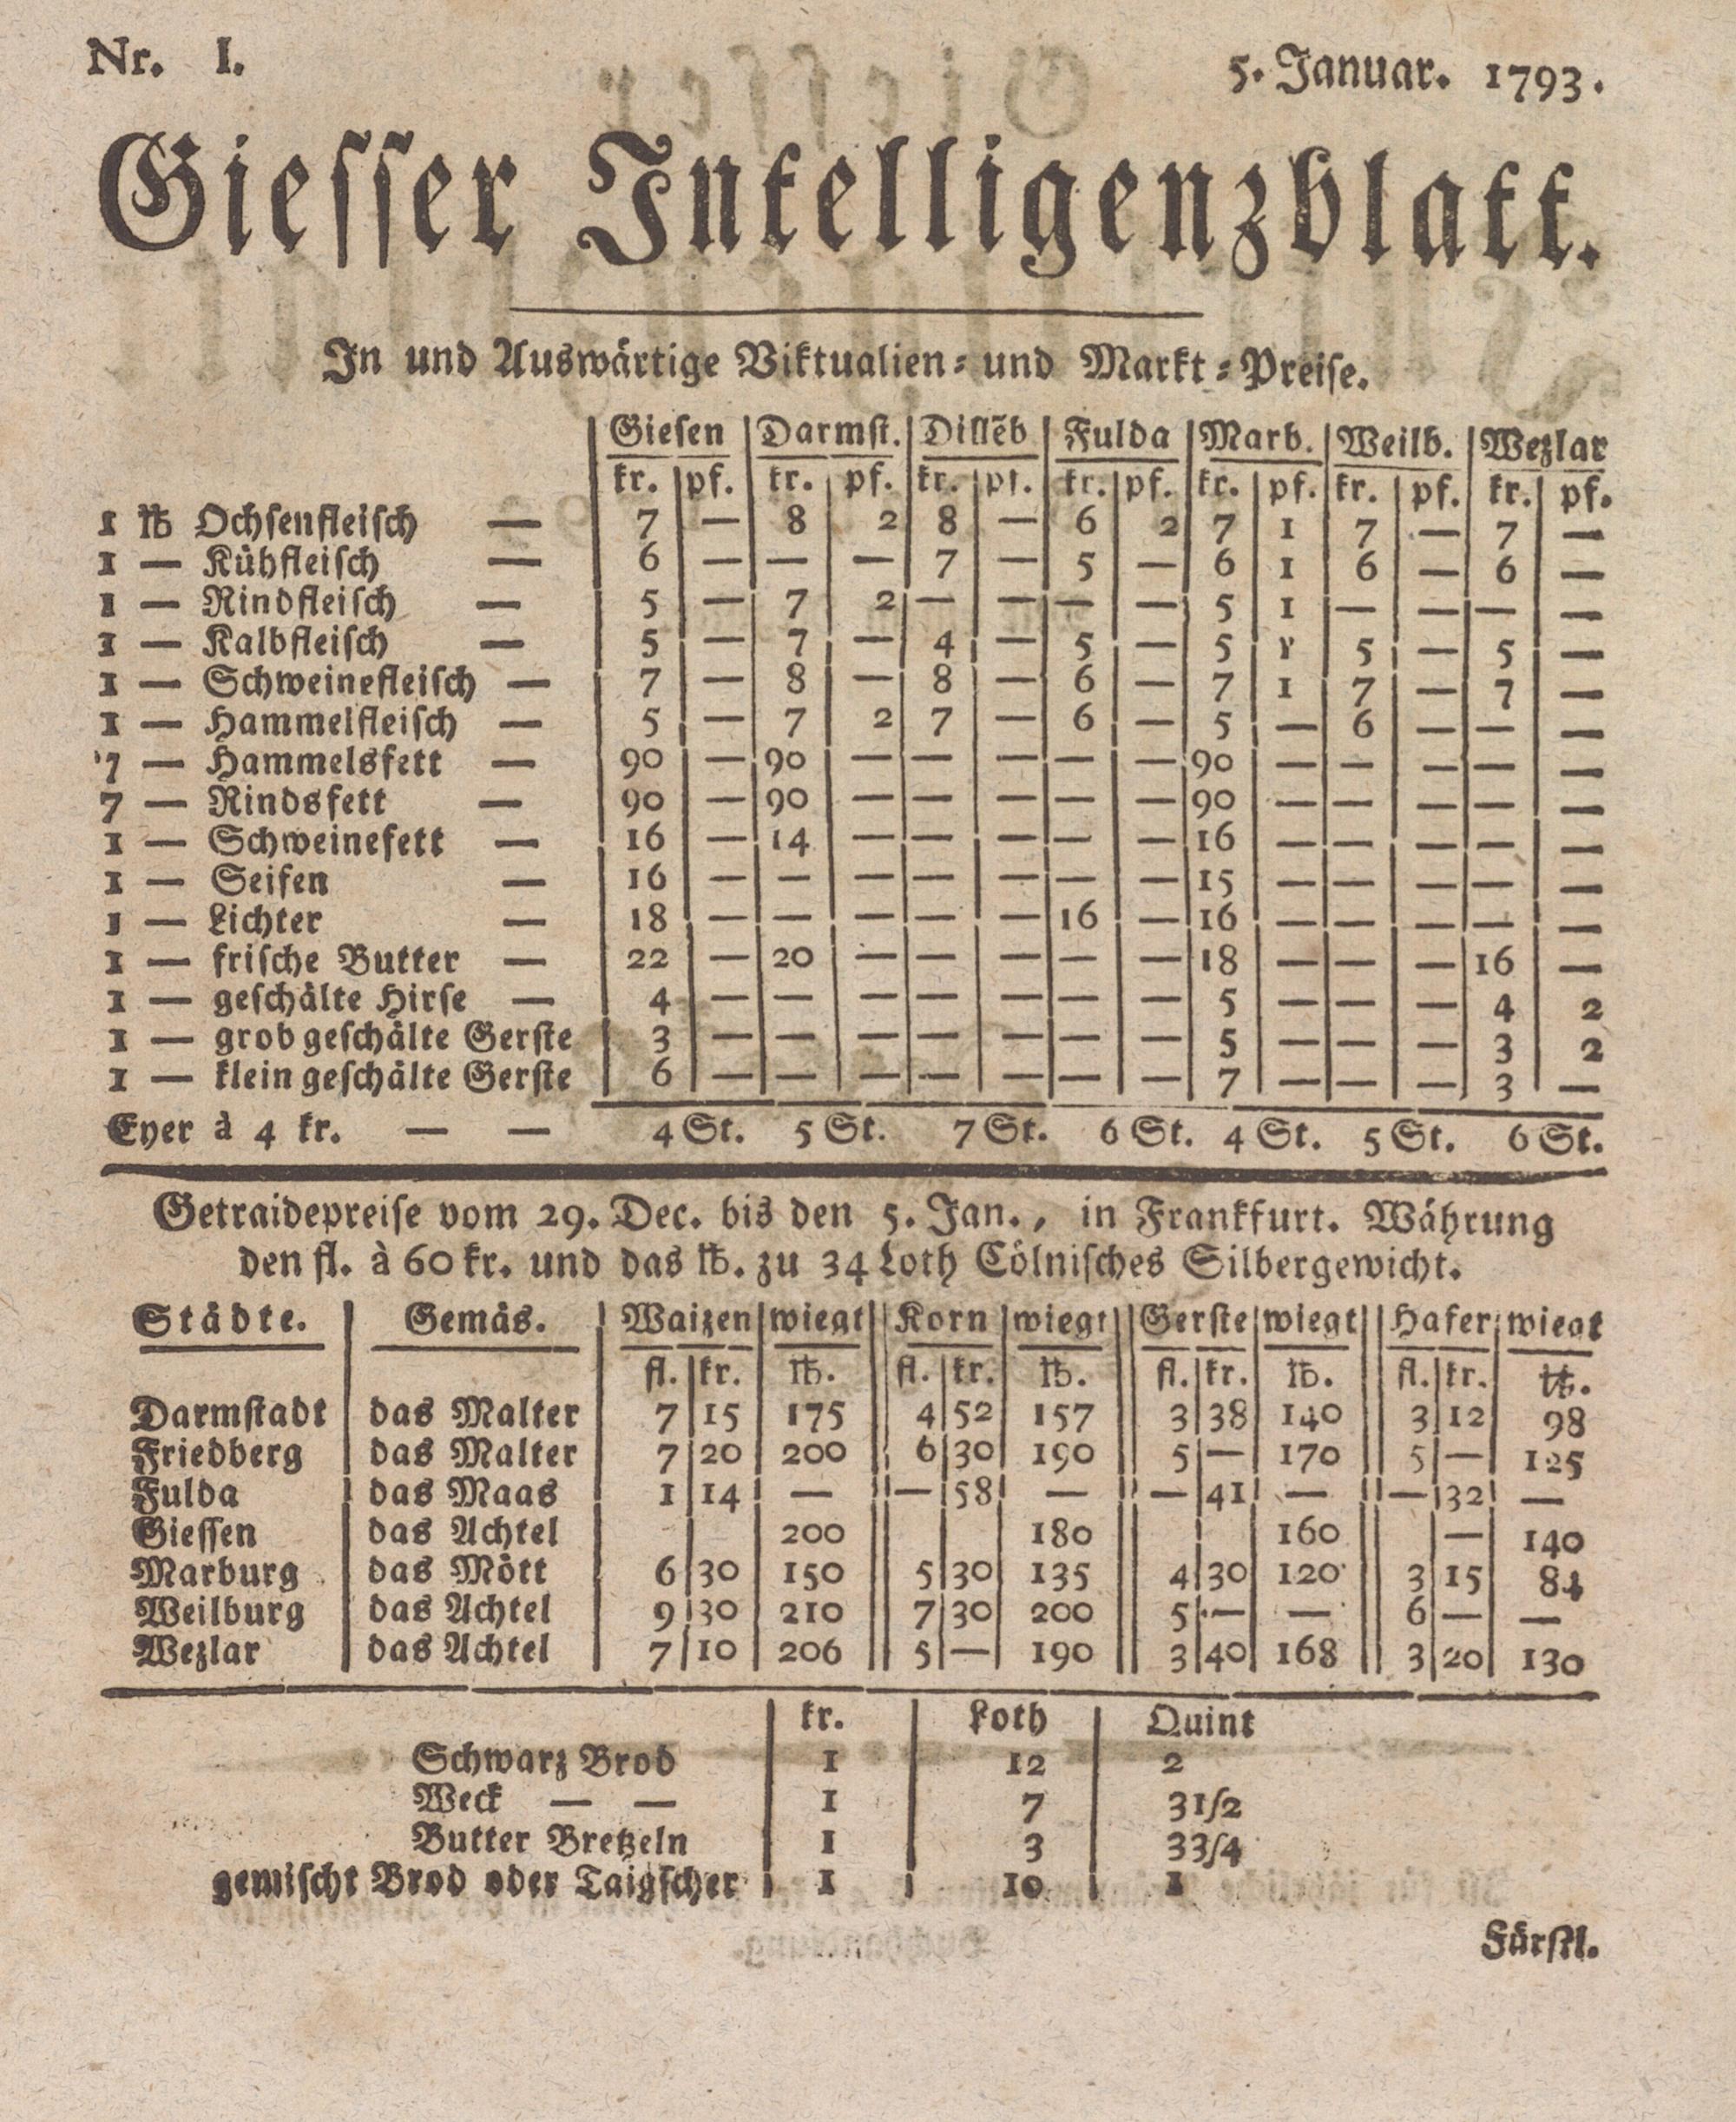 Nr. I. 5. Januar. 1793.
Giesser Intelligenzblatt.
In und Auswärtige Viktualien- und Markt-Preise.
Giesen Darmst. Dillēb Fulda Marb. Weilb. Wezlar
kr. pf. kr. pf. kr. pf. kr. pf. kr. pf. kr. pf. kr. pf.
1 ℔ Ochsenfleisch — 7 — 8 2 8 — 6 2 7 1 7 — 7 —
1 — Kühfleisch — 6 — — — 7 — 5 — 6 1 6 — 6 —
1 — Rindfleisch — 5 — 7 2 — — — — 5 1 — — — —
1 — Kalbfleisch — 5 — 7 — 4 — 5 — 5 1 5 — 5 —
1 — Schweinefleisch — 7 — 8 — 8 — 6 — 7 1 7 — 7 —
1 — Hammelfleisch — 5 — 7 2 7 — 6 — 5 — 6 — — —
7 — Hammelsfett — 90 — 90 — — — — — 90 — — — — —
7 — Rindsfett — 90 — 90 — — — — — 90 — — — — —
1 — Schweinefett — 16 — 14 — — — — — 16 — — — — —
1 — Seifen — 16 — — — — — — — 15 — — — — —
1 — Lichter — 18 — — — — — 16 — 16 — — — — —
1 — frische Butter — 22 — 20 — — — — — 18 — — — 16 —
1 — geschälte Hirse — 4 — — — — — — — 5 — — — 4 2
1 — grob geschälte Gerste 3 — — — — — — — 5 — — — 3 2
1 — klein geschälte Gerste 6 — — — — — — — 7 — — — 3 —
Eyer à 4 kr. — — 4 St. 5 St. 7 St. 6 St. 4 St. 5 St. 6 St.
Getraidepreise vom 29. Dec. bis den 5. Jan., in Frankfurt. Währung
den fl. à 60 kr. und das ℔. zu 34 Loth Cölnisches Silbergewicht.
Städte. Gemäs. Waizen wiegt Korn wiegt Gerste wiegt Hafer wiegt
fl. kr. ℔. fl. kr. ℔. fl. kr. ℔. fl. kr. ℔.
Darmstadt das Malter 7 15 175 4 52 157 3 38 140 3 12 98
Friedberg das Malter 7 20 200 6 30 190 5 — 170 5 — 125
Fulda das Maas 1 14 — — 58 — — 41 — — 32 —
Giessen das Achtel 200 180 160 — 140
Marburg das Mött 6 30 150 5 30 135 4 30 120 3 15 84
Weilburg das Achtel 9 30 210 7 30 200 5 — — 6 — —
Wezlar das Achtel 7 10 206 5 — 190 3 40 168 3 20 130
kr. Loth Quint
Schwarz Brod 1 12 2
Weck — — 1 7 3 1/2
Butter Bretzeln 1 3 3 3/4
gemischt Brod oder Taigscher 1 10 1
Fürstl.